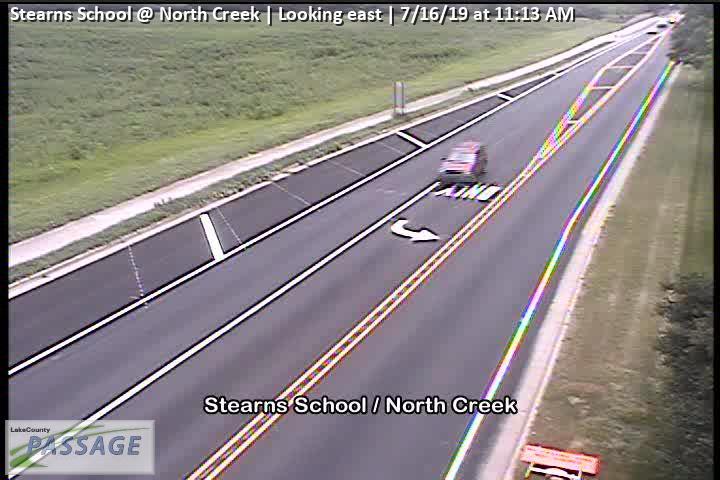 Stearns School @ North Creek | Looking east | 7/16/19 at 11:13 AM
ONLY
Stearns School / North Creek
LakeCounty
PASSAGE